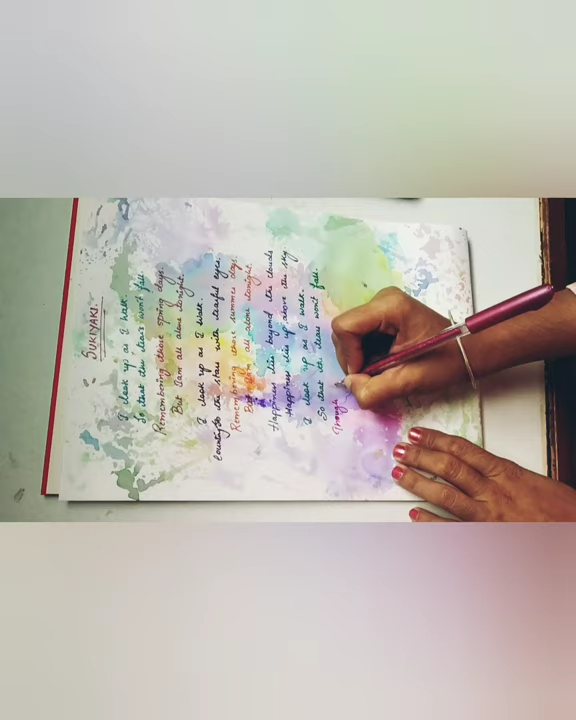 SUKIYAKI
I look up as I walk.
So that the tears won't fall.
Remembering those spring days.
But I am all alone tonight.
I look up as I walk.
Counting the stars with tearful eyes.
Remembering those summer days.
But I am all alone tonight.
Happiness lies beyond the clouds
Happiness lies up above the sky
I look up as I walk.
So that the tears won't fall.
Though